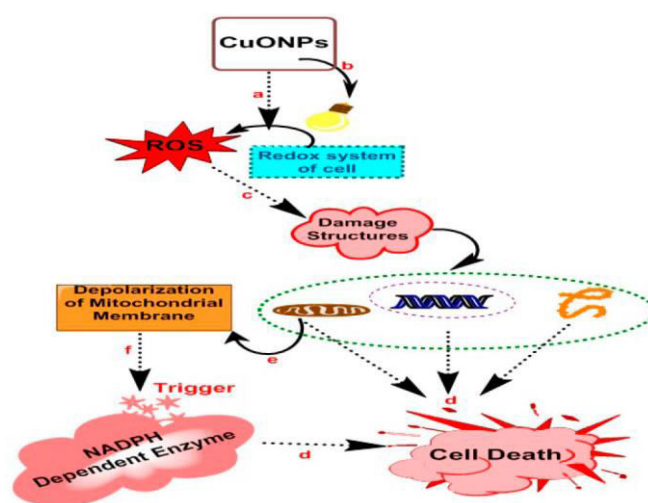 CuONPs
b
a
ROS
Redox system
of cell
c
Damage
Structures
Depolarization
of Mitochondrial
Membrane
e
f
d
Trigger
NADPH
Dependent Enzyme
d
Cell Death